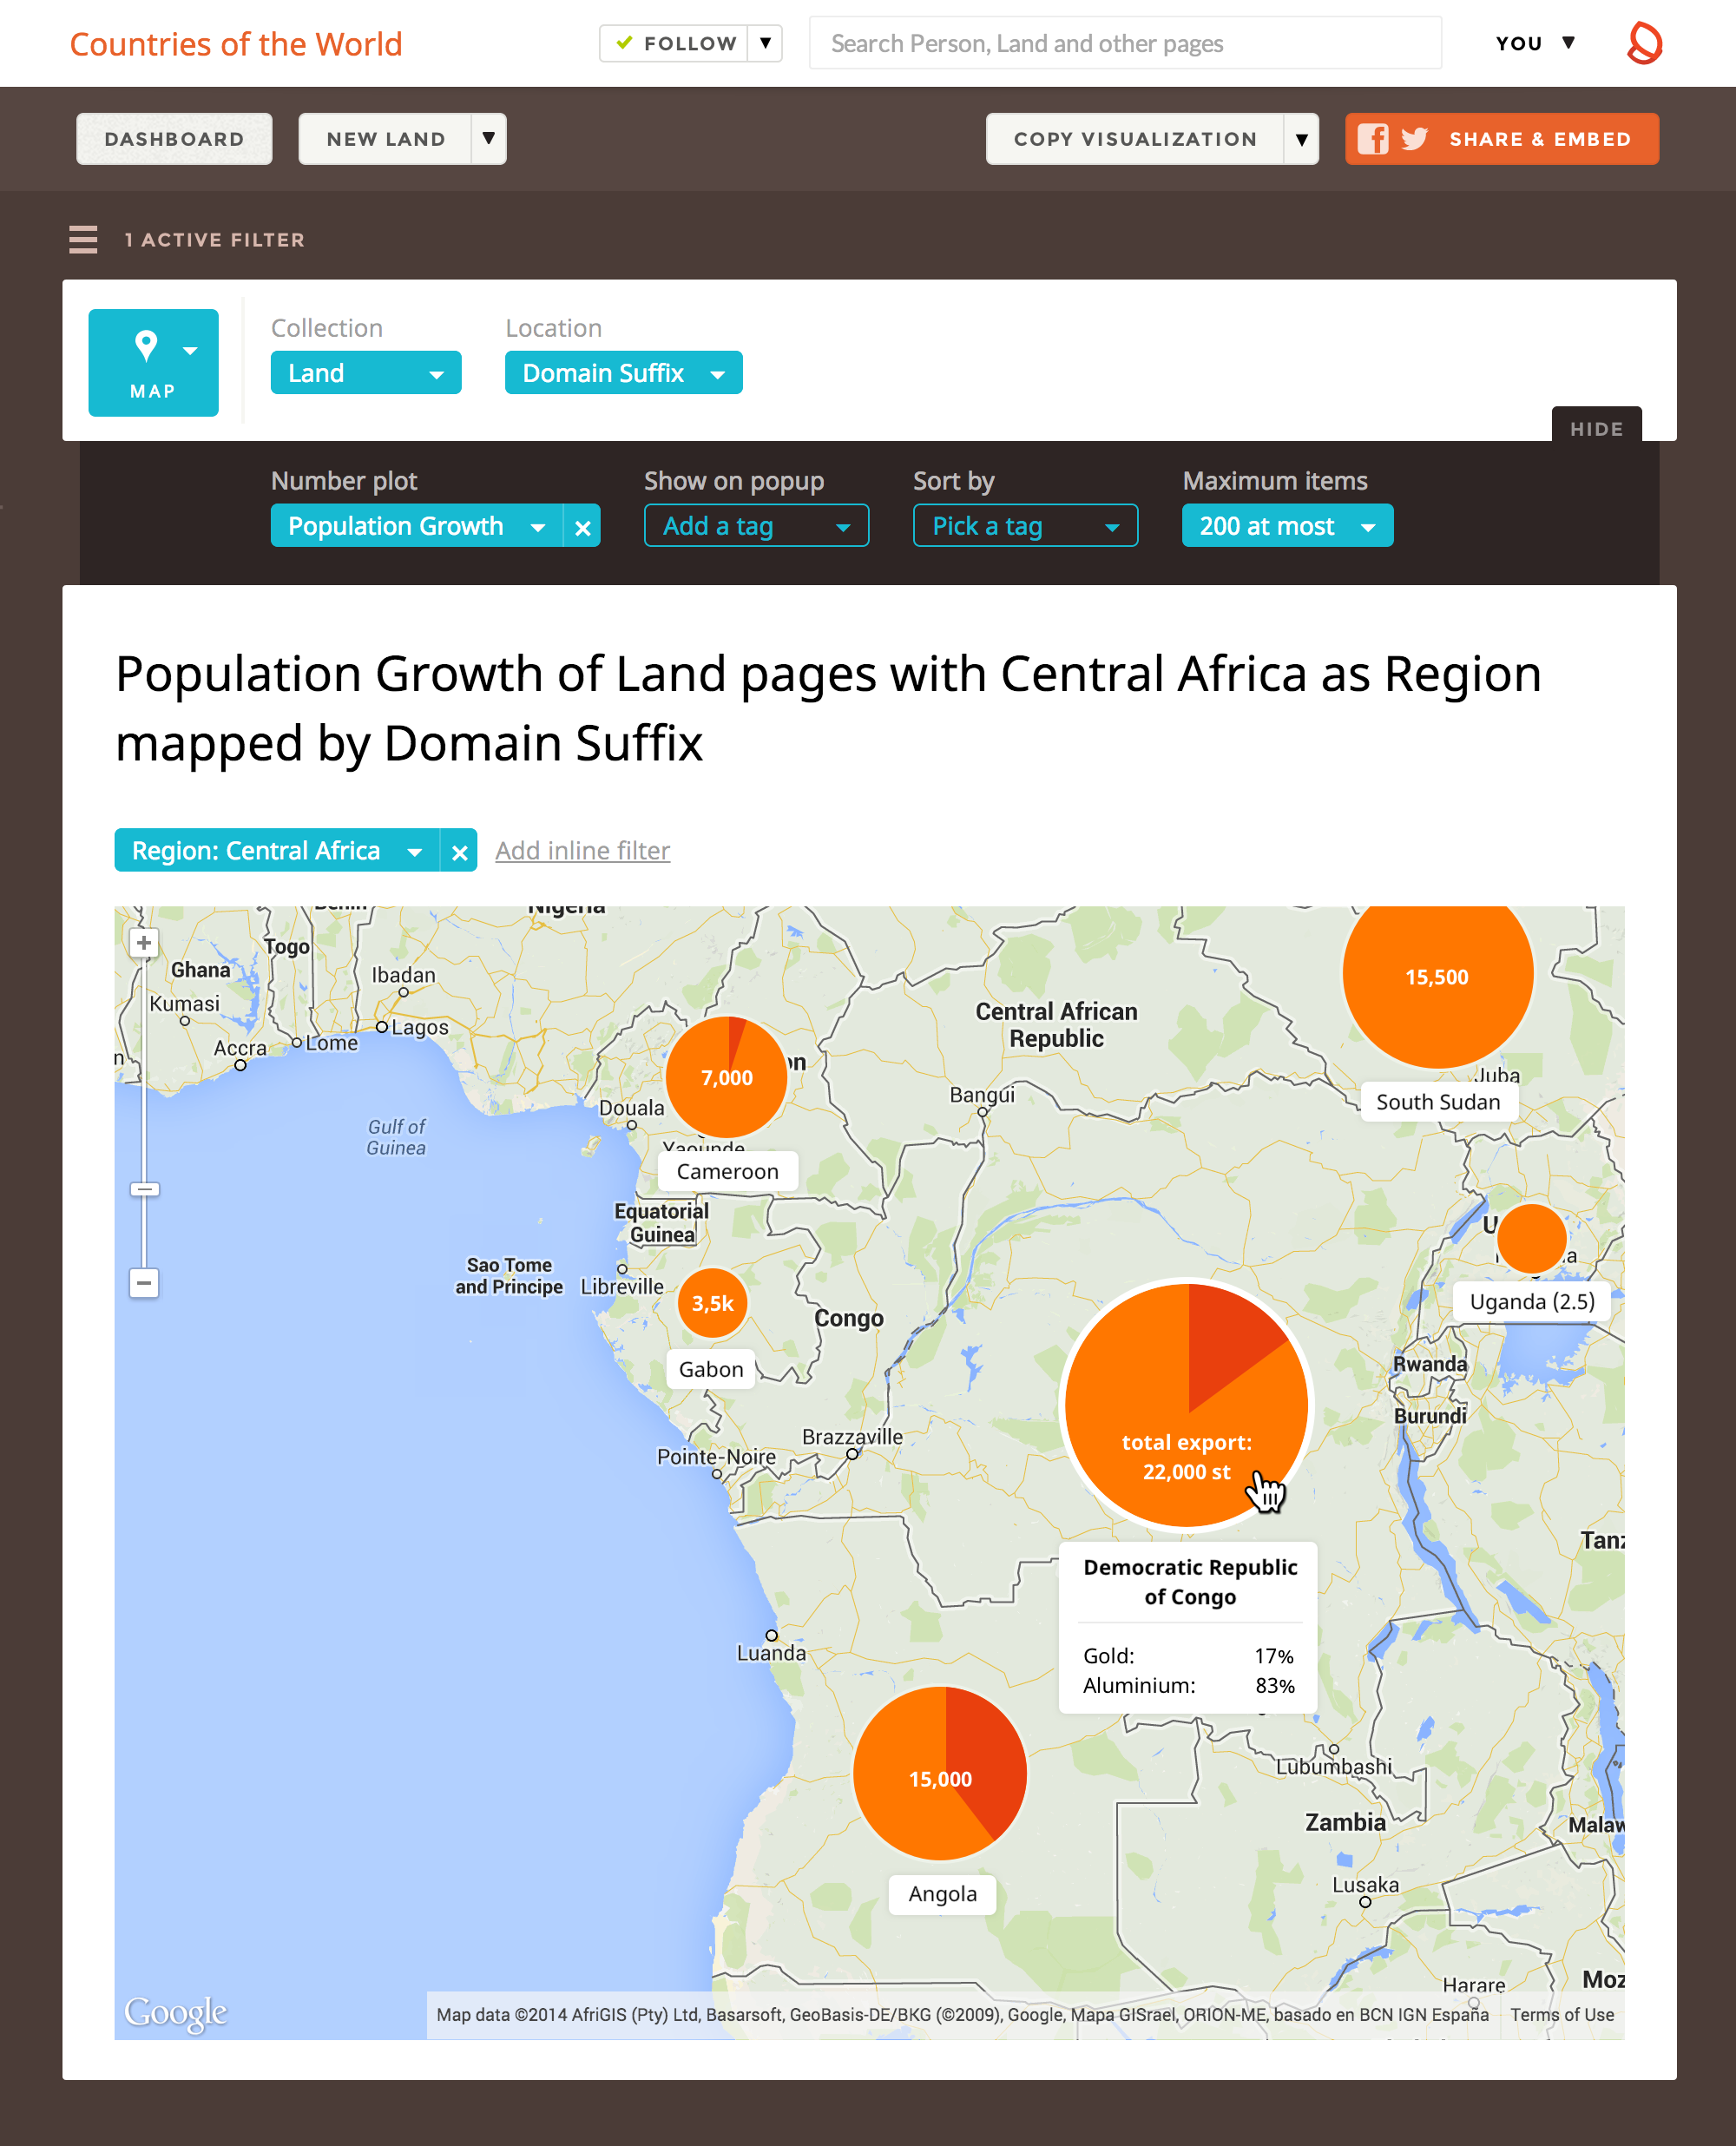 Countries of the World
FOLLOW
Search Person, Land and other pages
YOU
DASHBOARD
NEW LAND
COPY VISUALIZATION
SHARE & EMBED
1 ACTIVE FILTER
MAP
Collection
Land
Location
Domain Suffix
HIDE
Number plot
Population Growth
Show on popup
Add a tag
Sort by
Pick a tag
Maximum items
200 at most
Population Growth of Land pages with Central Africa as Region
mapped by Domain Suffix
Region: Central Africa
Add inline filter
Nigeria
Togo
Ghana
Ibadan
Kumasi
Lagos
Accra
Lome
Gulf of
Guinea
Central African
Republic
15,500
7,000
Bangui
Juba
South Sudan
Douala
Yaounde
Cameroon
Equatorial
Guinea
Sao Tome
and Principe
Libreville
3,5k
Gabon
Congo
Uganda (2.5)
Rwanda
Burundi
total export:
22,000 st
Brazzaville
Pointe-Noire
Democratic Republic
of Congo
Gold: 17%
Aluminium: 83%
Luanda
15,000
Angola
Lubumbashi
Zambia
Lusaka
Harare
Google
Map data ©2014 AfriGIS (Pty) Ltd, Basarsoft, GeoBasis-DE/BKG (©2009), Google, Mapa GISrael, ORION-ME, basado en BCN IGN España
Terms of Use